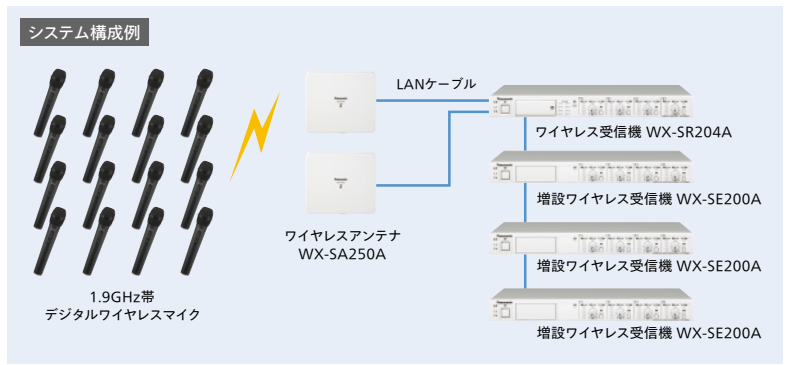 システム構成例
LANケーブル
Panasonic
ワイヤレス受信機 WX-SR204A
Panasonic
増設ワイヤレス受信機 WX-SE200A
Panasonic
増設ワイヤレス受信機 WX-SE200A
Panasonic
増設ワイヤレス受信機 WX-SE200A
ワイヤレスアンテナ
WX-SA250A
1.9GHz帯
デジタルワイヤレスマイク